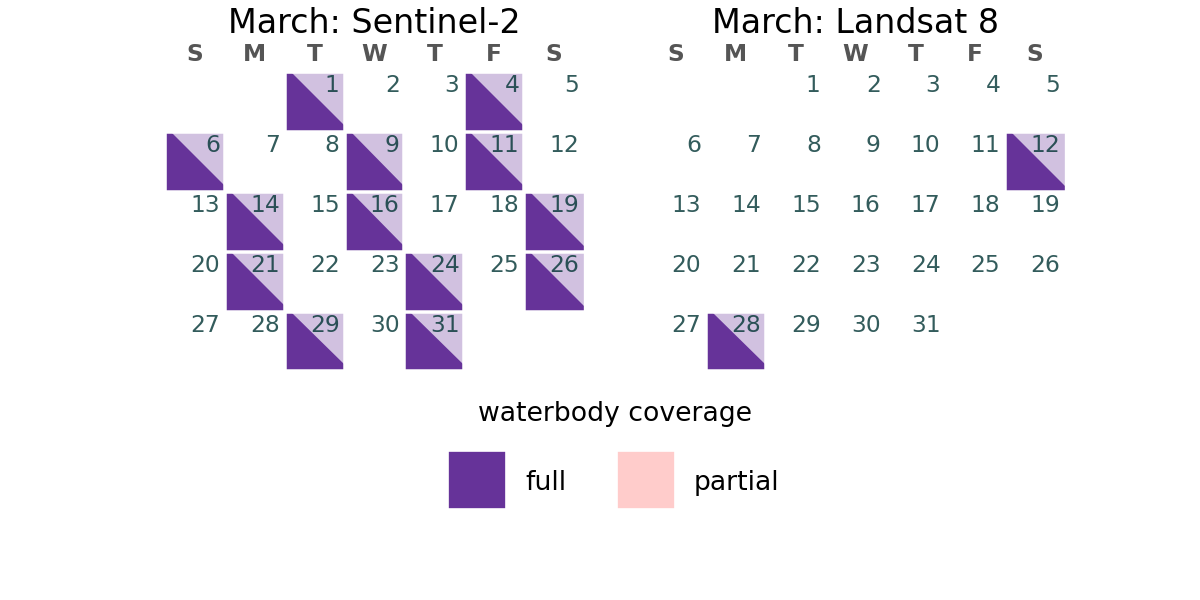 March: Sentinel-2
S M T W T F S
1 2 3 4 5
6 7 8 9 10 11 12
13 14 15 16 17 18 19
20 21 22 23 24 25 26
27 28 29 30 31
March: Landsat 8
S M T W T F S
1 2 3 4 5
6 7 8 9 10 11 12
13 14 15 16 17 18 19
20 21 22 23 24 25 26
27 28 29 30 31
waterbody coverage
full partial